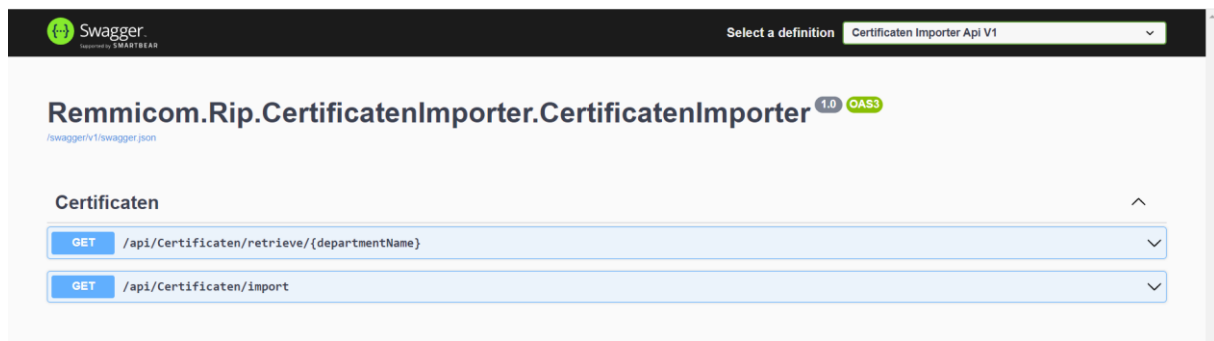 Swagger.
Supported by SMARTBEAR
Select a definition
Certificaten Importer Api V1
Remmicom.Rip.CertificatenImporter.CertificatenImporter 1.0 OAS3
/swagger/v1/swagger.json
Certificaten
GET /api/Certificaten/retrieve/{departmentName}
GET /api/Certificaten/import